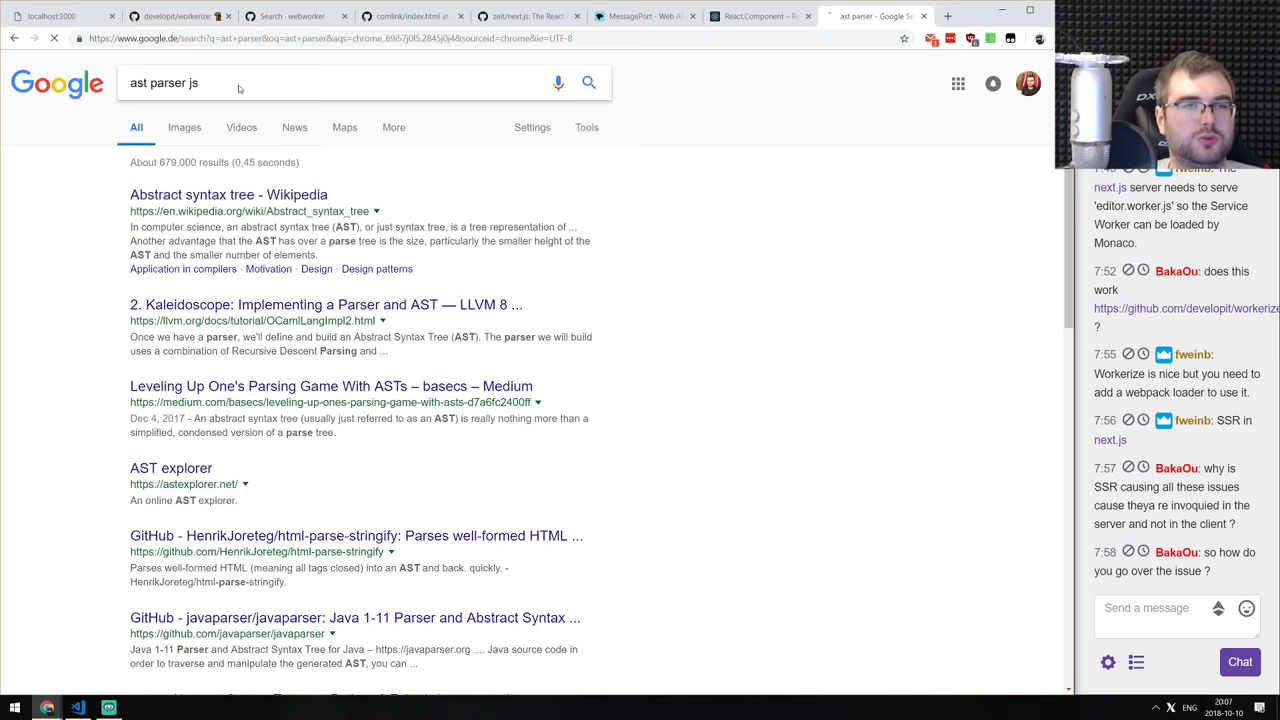 localhost:3000
developit/workerize:
Search · webworker
comlink/index.html at
zeit/next.js: The React
MessagePort - Web A
React.Component – Re
ast parser - Google Se
https://www.google.de/search?q=ast+parser&oq=ast+parser&aqs=chrome..69i57j0l5.2845j0j4&sourceid=chrome&ie=UTF-8
Google
ast parser js
All
Images
Videos
News
Maps
More
Settings
Tools
About 679.000 results (0,45 seconds)
Abstract syntax tree - Wikipedia
https://en.wikipedia.org/wiki/Abstract_syntax_tree
In computer science, an abstract syntax tree (AST), or just syntax tree, is a tree representation of ...
Another advantage that the AST has over a parse tree is the size, particularly the smaller height of the
AST and the smaller number of elements.
Application in compilers · Motivation · Design · Design patterns
2. Kaleidoscope: Implementing a Parser and AST — LLVM 8 ...
https://llvm.org/docs/tutorial/OCamlLangImpl2.html
Once we have a parser, we'll define and build an Abstract Syntax Tree (AST). The parser we will build
uses a combination of Recursive Descent Parsing and ...
Leveling Up One's Parsing Game With ASTs – basecs – Medium
https://medium.com/basecs/leveling-up-ones-parsing-game-with-asts-d7a6fc2400ff
Dec 4, 2017 - An abstract syntax tree (usually just referred to as an AST) is really nothing more than a
simplified, condensed version of a parse tree.
AST explorer
https://astexplorer.net/
An online AST explorer.
GitHub - HenrikJoreteg/html-parse-stringify: Parses well-formed HTML ...
https://github.com/HenrikJoreteg/html-parse-stringify
Parses well-formed HTML (meaning all tags closed) into an AST and back. quickly. -
HenrikJoreteg/html-parse-stringify.
GitHub - javaparser/javaparser: Java 1-11 Parser and Abstract Syntax ...
https://github.com/javaparser/javaparser
Java 1-11 Parser and Abstract Syntax Tree for Java – https://javaparser.org .... Java source code in
order to traverse and manipulate the generated AST, you can ...
fweinb: The
next.js server needs to serve
'editor.worker.js' so the Service
Worker can be loaded by
Monaco.
7:52 BakaOu: does this
work
https://github.com/developit/workerize
?
7:55 fweinb:
Workerize is nice but you need to
add a webpack loader to use it.
7:56 fweinb: SSR in
next.js
7:57 BakaOu: why is
SSR causing all these issues
cause theya re invoquied in the
server and not in the client ?
7:58 BakaOu: so how do
you go over the issue ?
Send a message
Chat
ENG
20:07
2018-10-10